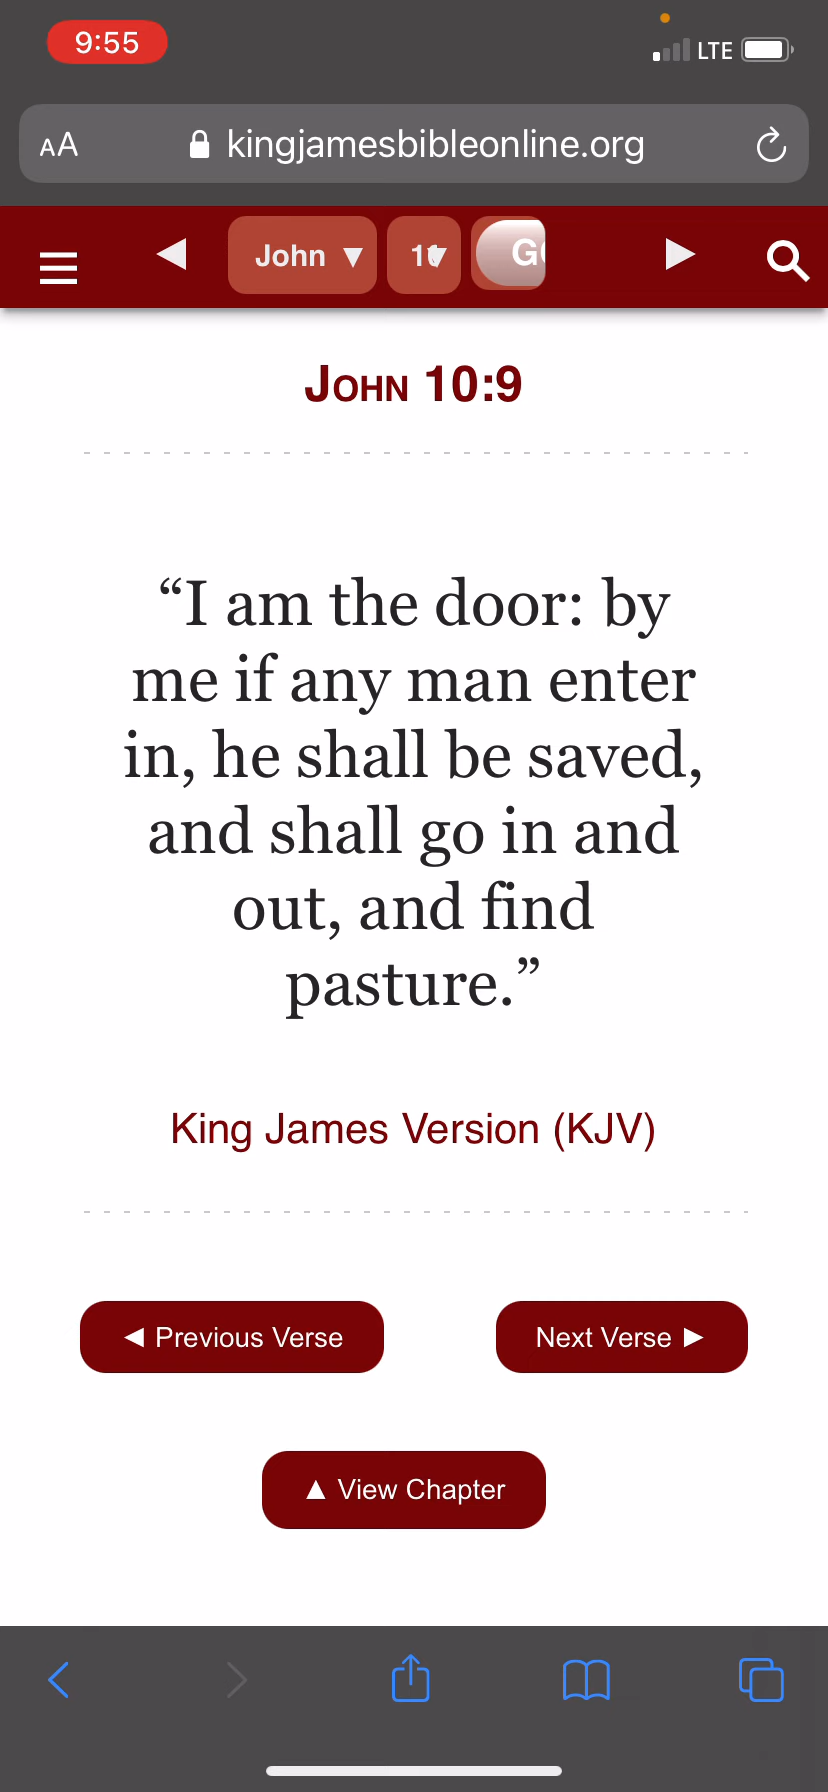 9:55
LTE
AA kingjamesbibleonline.org
John
John 10:9
“I am the door: by
me if any man enter
in, he shall be saved,
and shall go in and
out, and find
pasture.”
King James Version (KJV)
◀ Previous Verse Next Verse ▶
▲ View Chapter